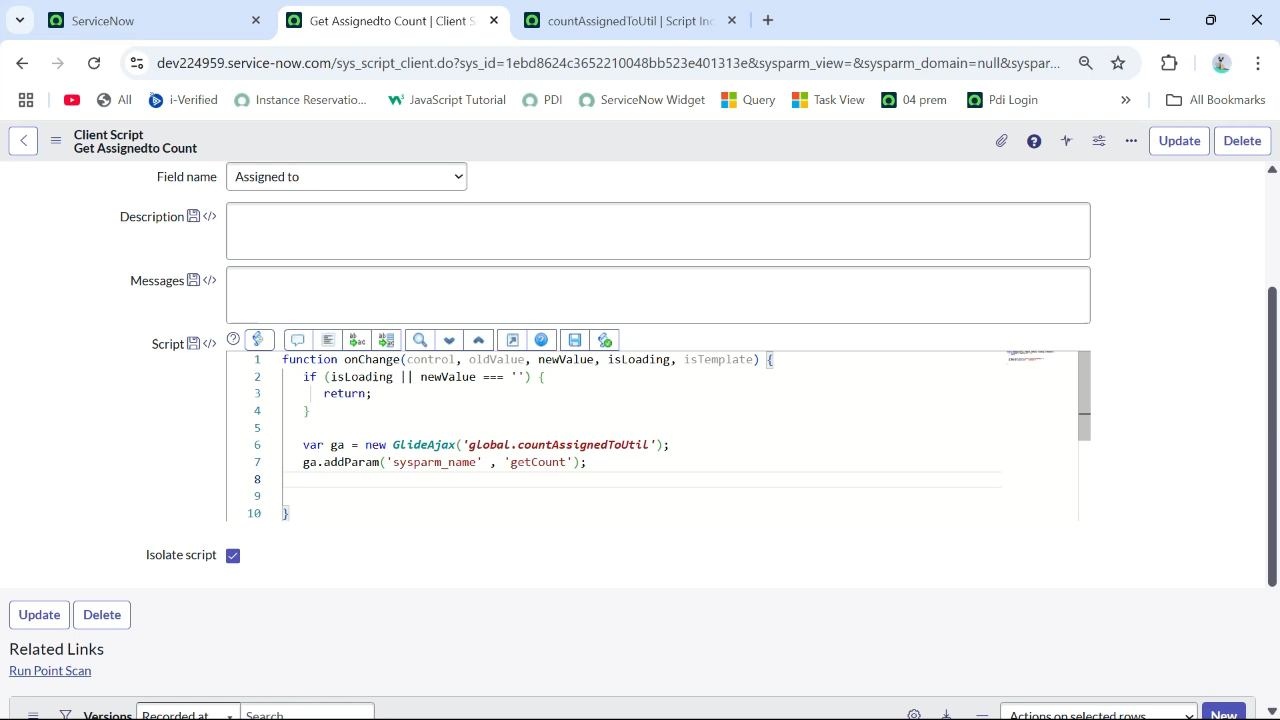 ServiceNow
Get Assignedto Count | Client S
countAssignedToUtil | Script Inc
dev224959.service-now.com/sys_script_client.do?sys_id=1ebd8624c3652210048bb523e401313e&sysparm_view=&sysparm_domain=null&syspar...
All
i-Verified
Instance Reservatio...
JavaScript Tutorial
PDI
ServiceNow Widget
Query
Task View
04 prem
Pdi Login
»
All Bookmarks
Client Script
Get Assignedto Count
Update
Delete
Field name
Assigned to
Description
Messages
Script
1 function onChange(control, oldValue, newValue, isLoading, isTemplate) {
2 if (isLoading || newValue === '') {
3 return;
4 }
5
6 var ga = new GlideAjax('global.countAssignedToUtil');
7 ga.addParam('sysparm_name' , 'getCount');
8
9
10 }
Isolate script
Update
Delete
Related Links
Run Point Scan
Versions
Recorded at
Search
Actions on selected rows...
New